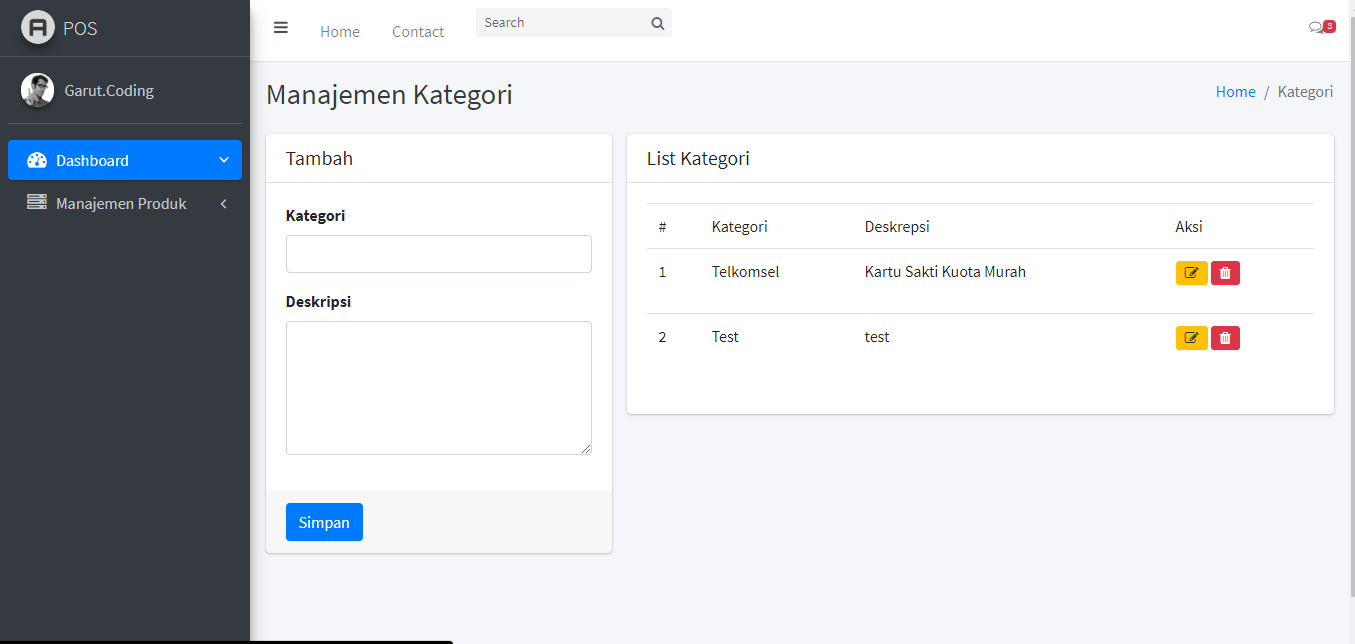 POS
Home
Contact
Search
3
Garut.Coding
Dashboard
Manajemen Produk
Manajemen Kategori
Home / Kategori
Tambah
Kategori
Deskripsi
Simpan
List Kategori
# Kategori Deskrepsi Aksi
1 Telkomsel Kartu Sakti Kuota Murah
2 Test test